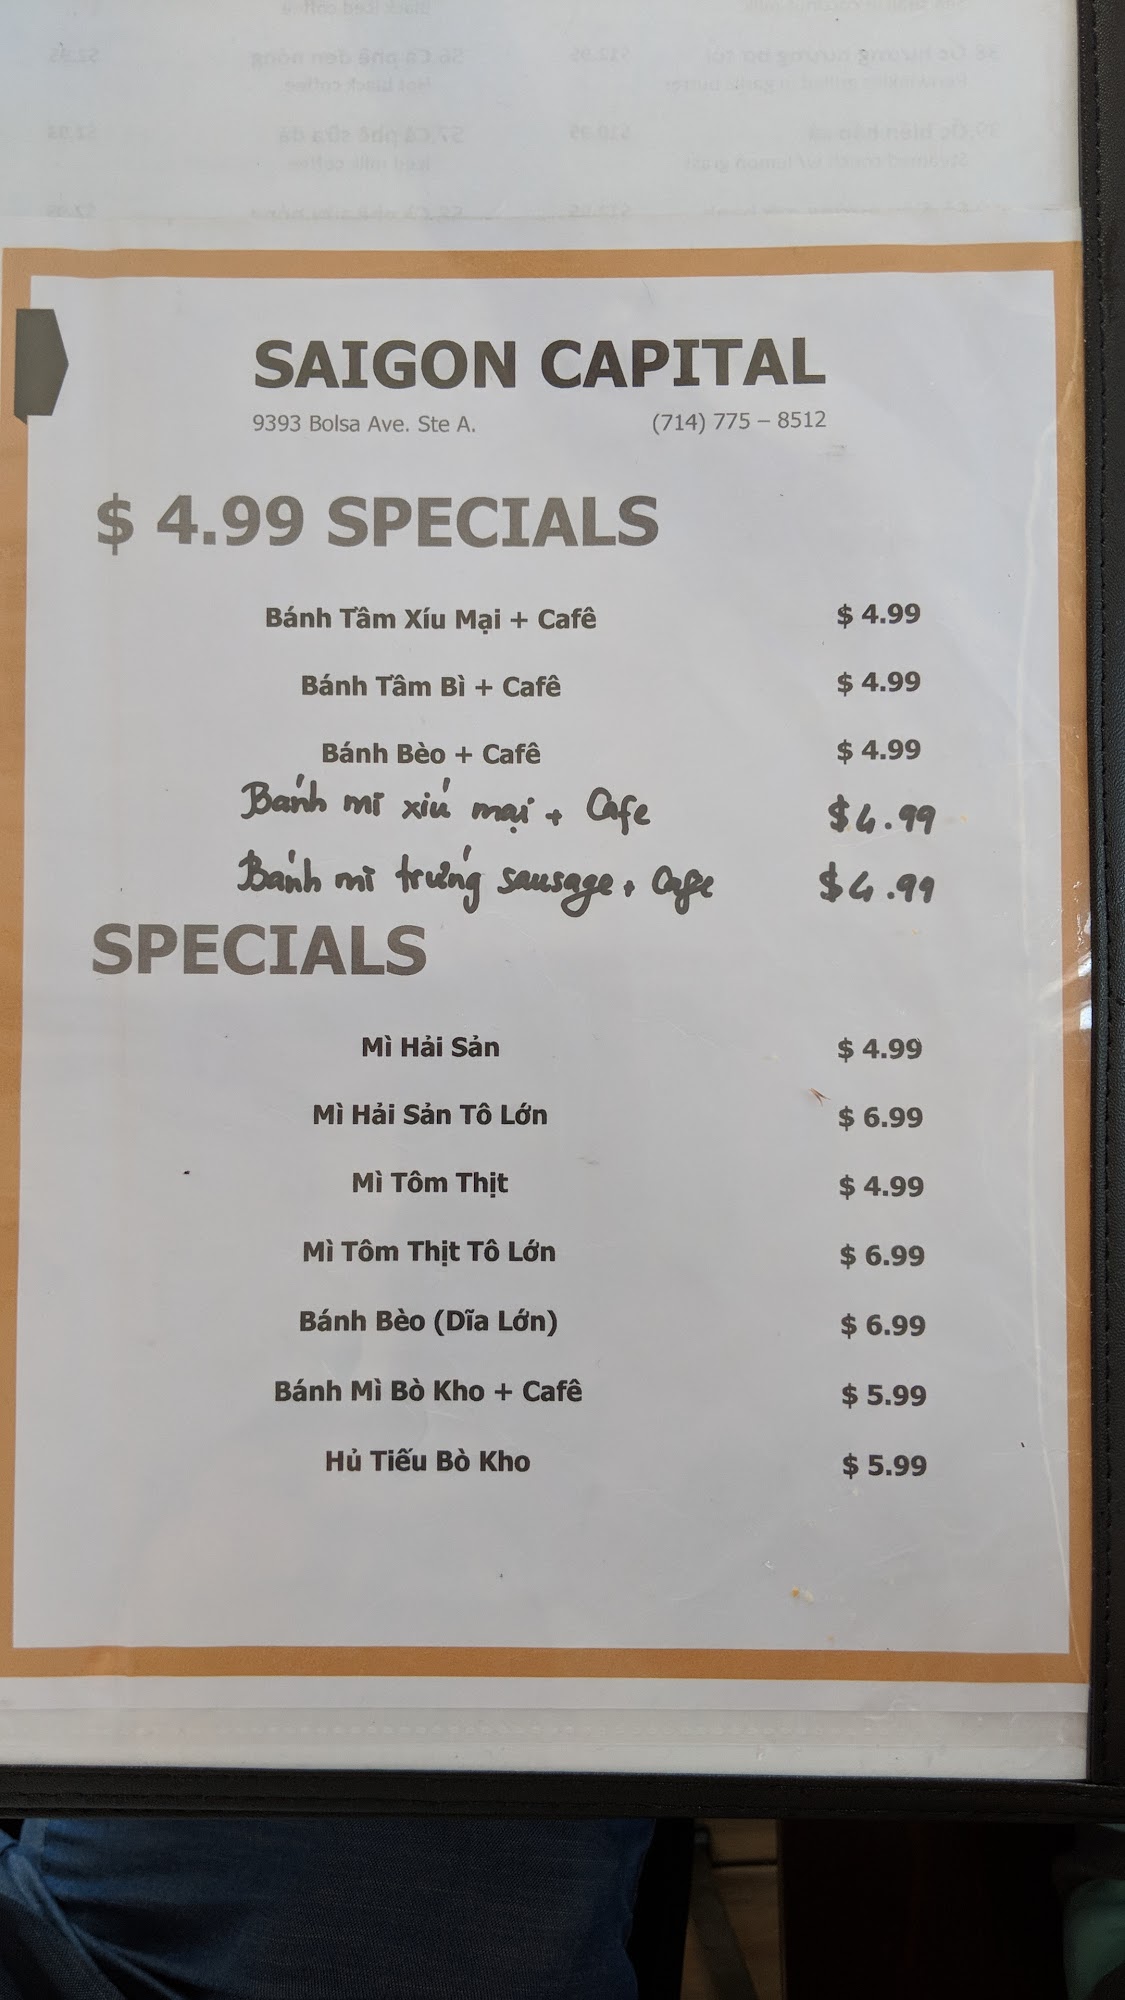 SAIGON CAPITAL
9393 Bolsa Ave. Ste A. (714) 775 – 8512
$ 4.99 SPECIALS
Bánh Tầm Xíu Mại + Cafê $ 4.99
Bánh Tầm Bì + Cafê $ 4.99
Bánh Bèo + Cafê $ 4.99
Bánh mì xíu mại + Cafe $4.99
Bánh mì trứng sausage + Cafe $4.99
SPECIALS
Mì Hải Sản $ 4.99
Mì Hải Sản Tô Lớn $ 6.99
Mì Tôm Thịt $ 4.99
Mì Tôm Thịt Tô Lớn $ 6.99
Bánh Bèo (Dĩa Lớn) $ 6.99
Bánh Mì Bò Kho + Cafê $ 5.99
Hủ Tiếu Bò Kho $ 5.99